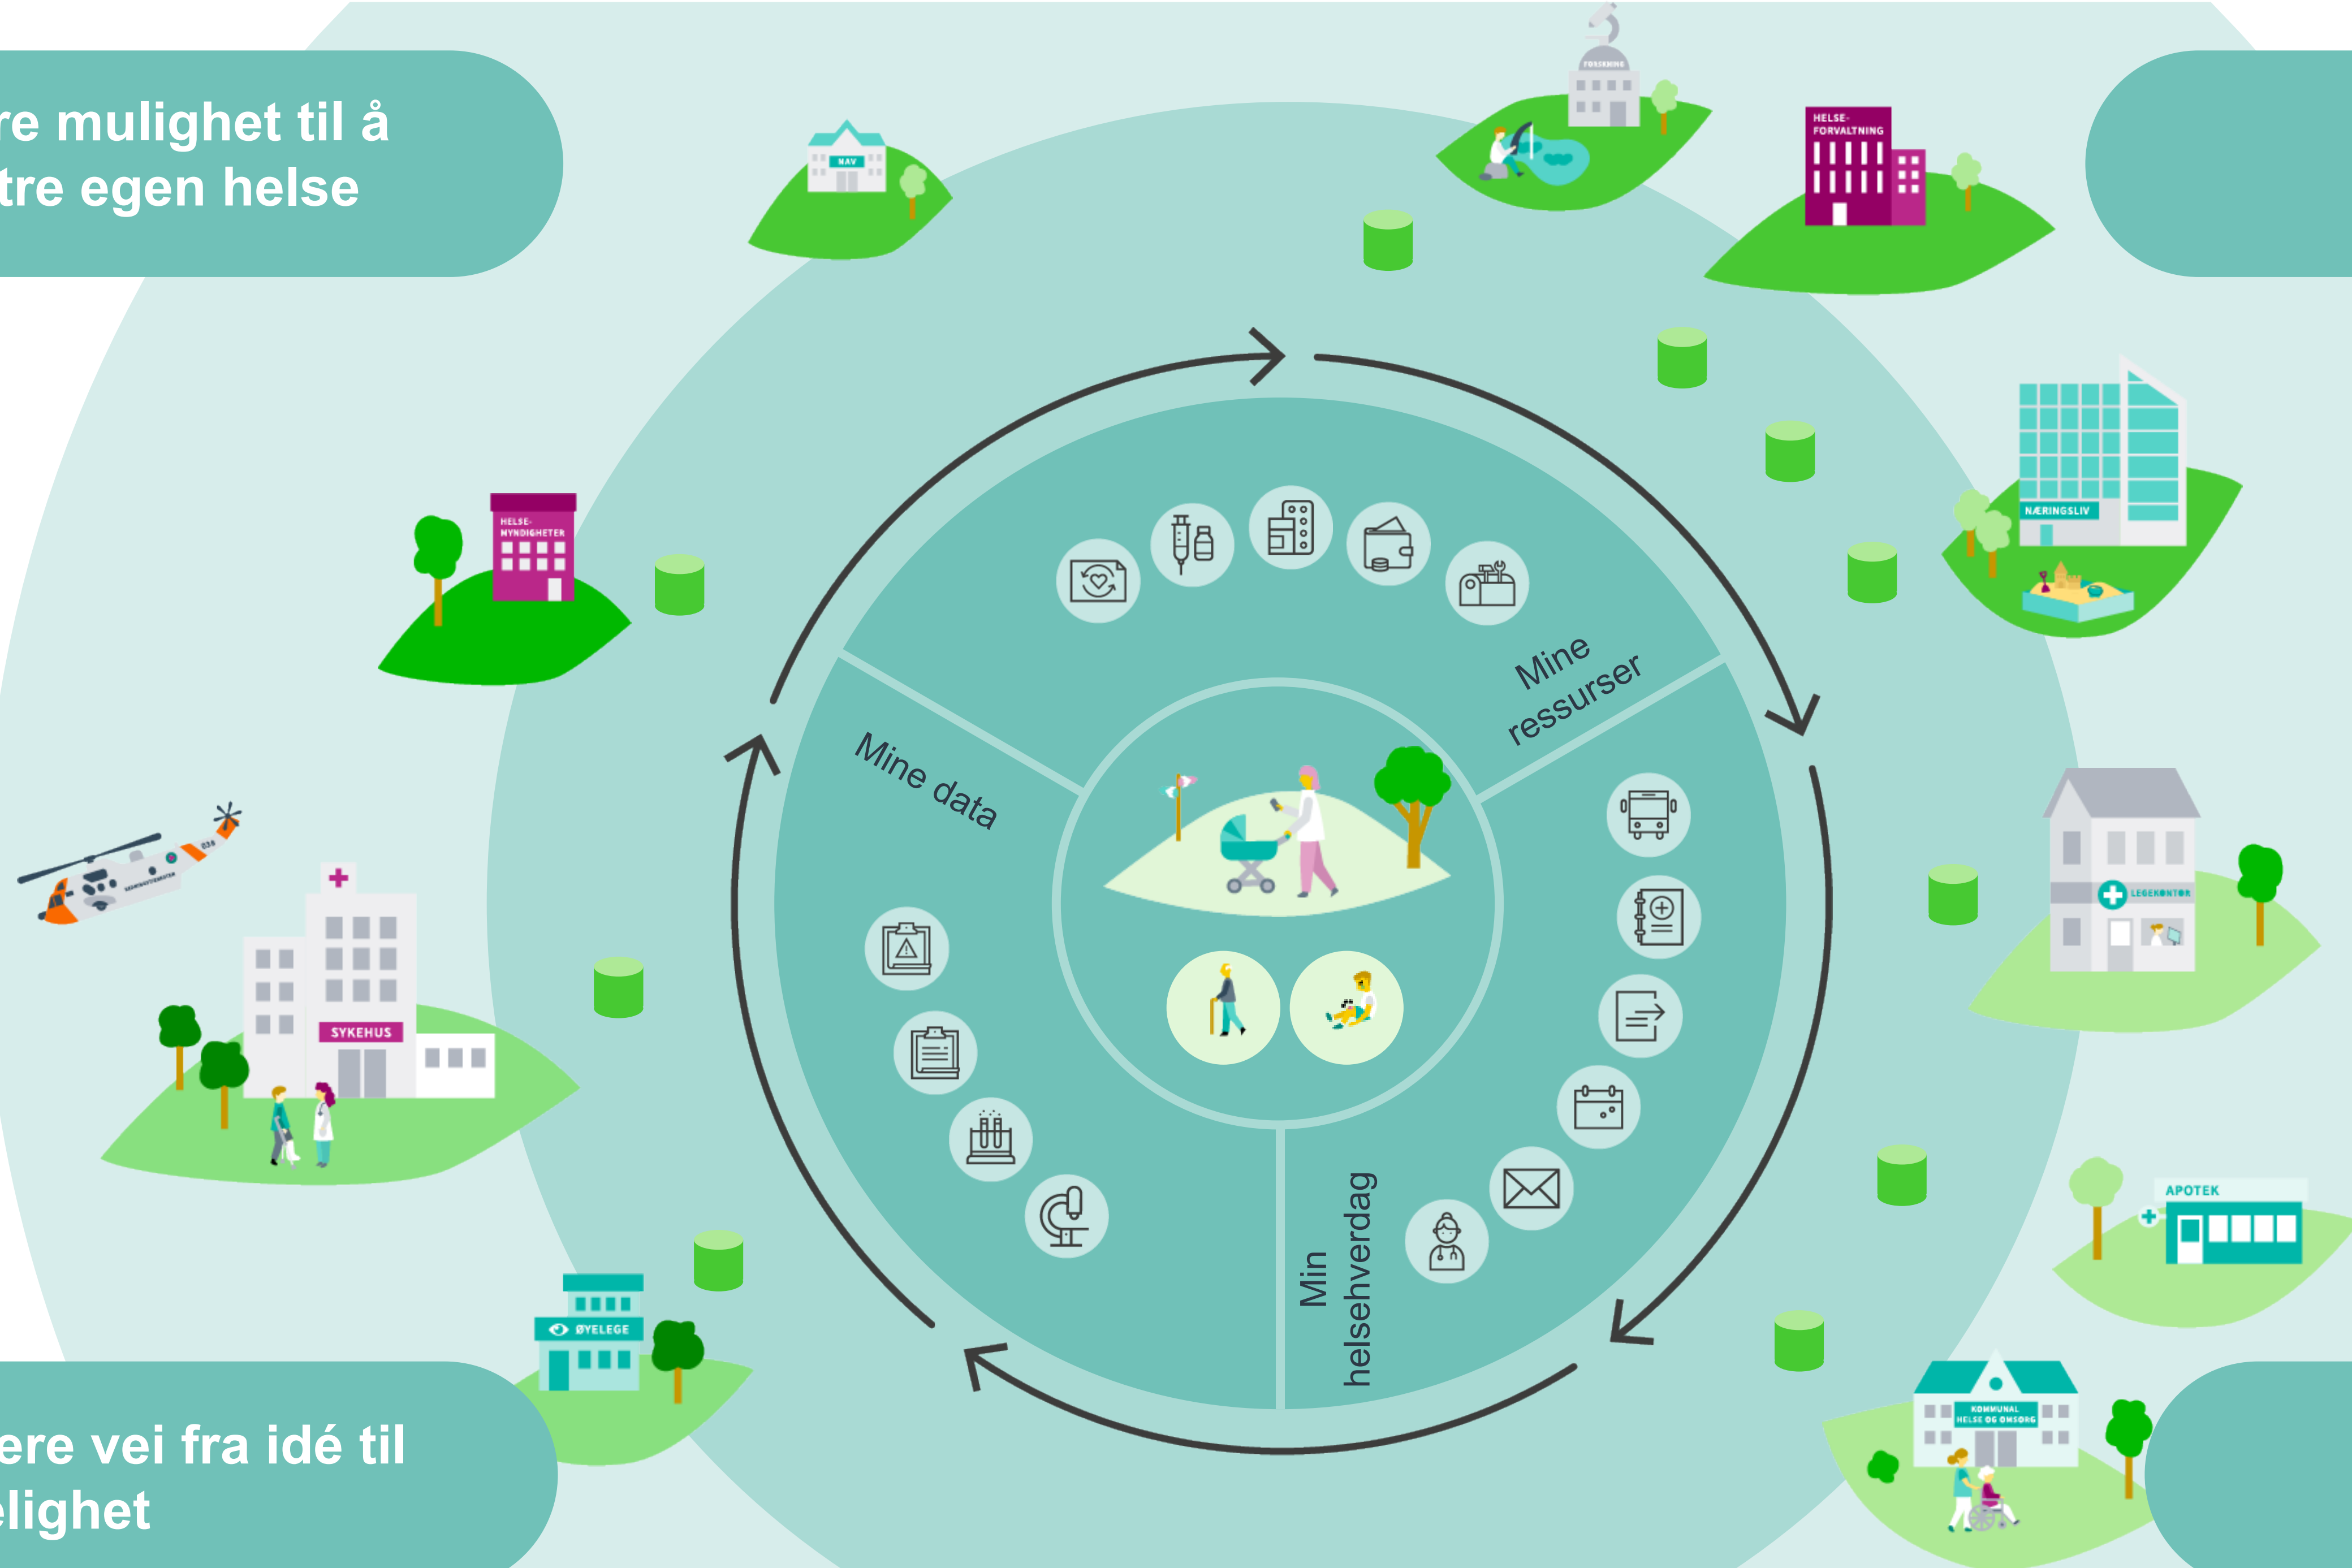 re mulighet til å
tre egen helse
FORSKNING
HELSE-
FORVALTNING
NAV
HELSE-
MYNDIGHETER
NÆRINGSLIV
Mine
ressurser
Mine data
LEGEKONTOR
SYKEHUS
APOTEK
Min
helsehverdag
ØYELEGE
KOMMUNAL
HELSE OG OMSORG
ere vei fra idé til
elighet